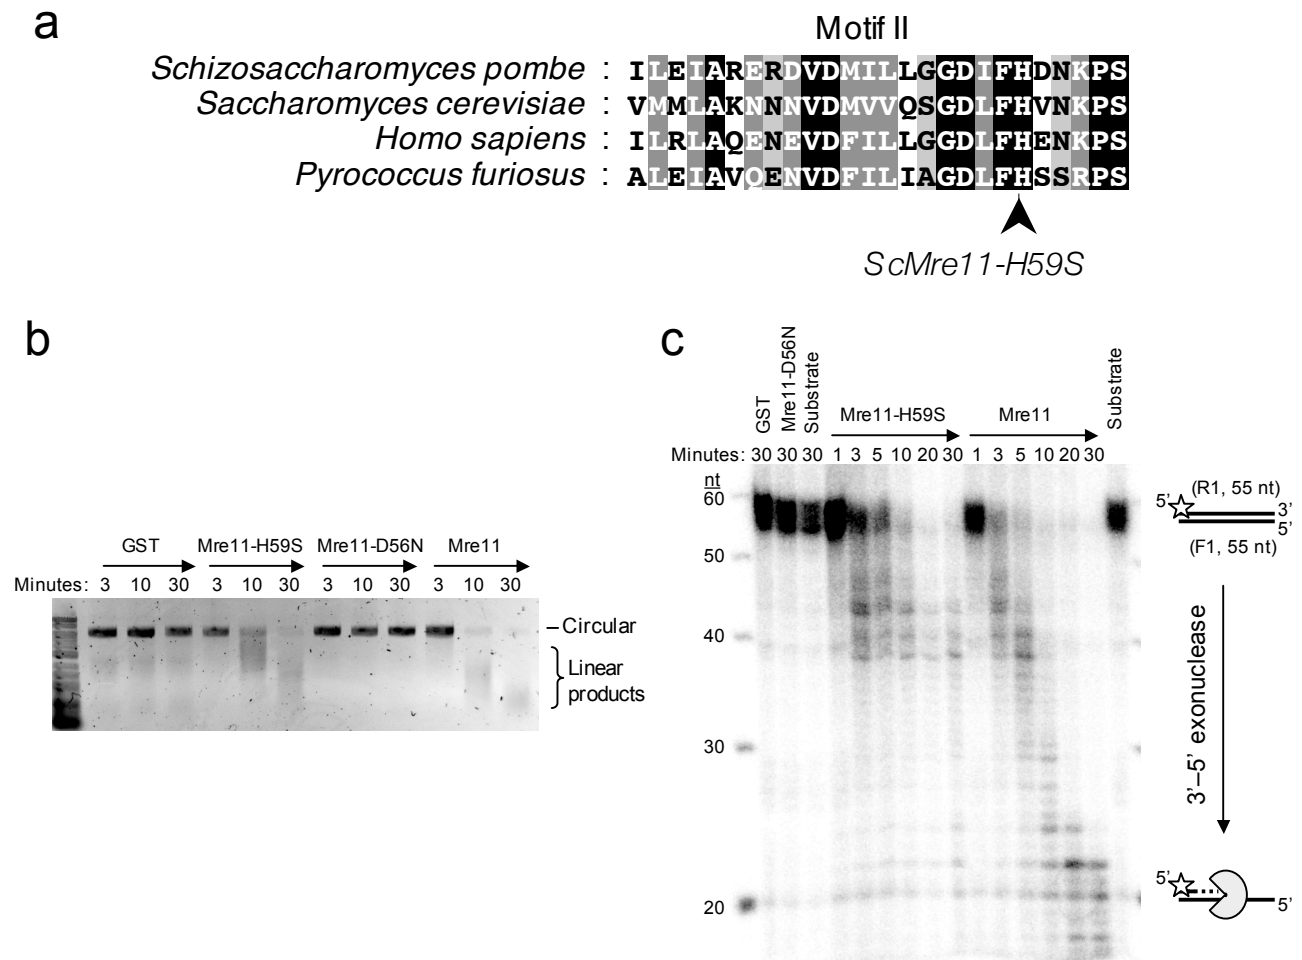 a
Motif II
Schizosaccharomyces pombe : ILEIARERDVDMILLGGDIFHDNKPS
Saccharomyces cerevisiae : VMMLAKNNNVDMVVQSGDLFHVNKPS
Homo sapiens : ILRLAQENEVDFILLGGDLFHENKPS
Pyrococcus furiosus : ALEIAVQENVDFILIAGDLFHSSRPS
ScMre11-H59S
b
GST Mre11-H59S Mre11-D56N Mre11
Minutes: 3 10 30 3 10 30 3 10 30 3 10 30
Circular
Linear
products
c
GST
Mre11-D56N
Substrate
Mre11-H59S
Mre11
Substrate
Minutes: 30 30 30 1 3 5 10 20 30 1 3 5 10 20 30
nt
60
50
40
30
20
5’ (R1, 55 nt) 3’
5’
(F1, 55 nt)
3’–5’ exonuclease
5’
5’